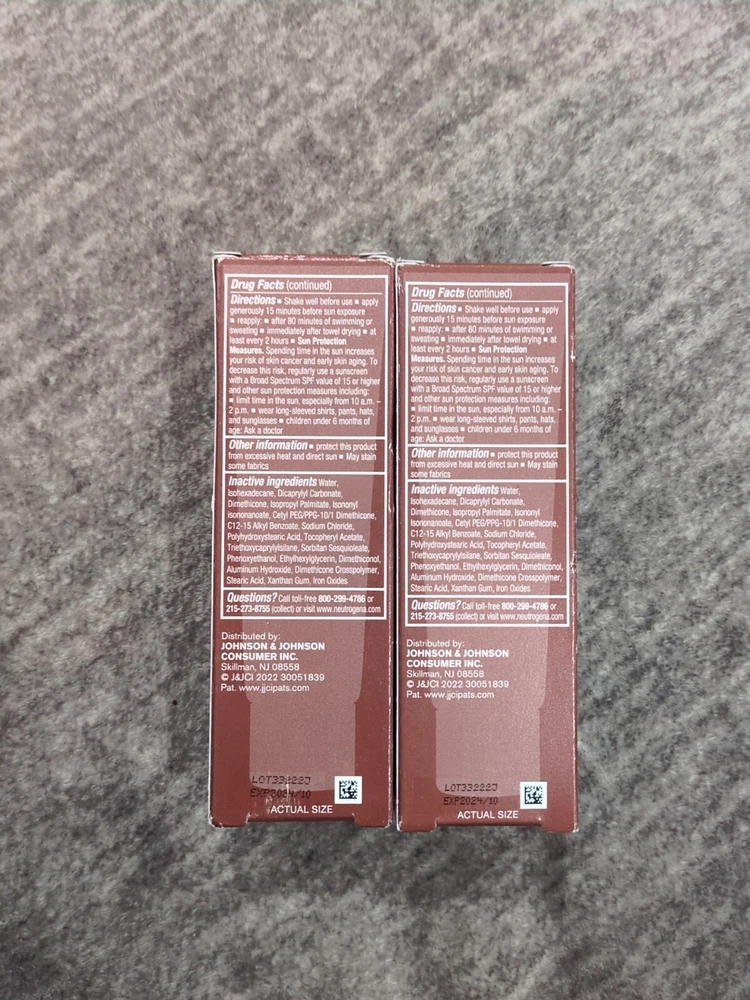 Drug Facts (continued)
Directions ▪ Shake well before use ▪ apply
generously 15 minutes before sun exposure
▪ reapply: ▪ after 80 minutes of swimming or
sweating ▪ immediately after towel drying ▪ at
least every 2 hours ▪ Sun Protection
Measures. Spending time in the sun increases
your risk of skin cancer and early skin aging. To
decrease this risk, regularly use a sunscreen
with a Broad Spectrum SPF value of 15 or higher
and other sun protection measures including:
▪ limit time in the sun, especially from 10 a.m. –
2 p.m. ▪ wear long-sleeved shirts, pants, hats,
and sunglasses ▪ children under 6 months of
age: Ask a doctor
Other information ▪ protect this product
from excessive heat and direct sun ▪ May stain
some fabrics
Inactive ingredients Water,
Isohexadecane, Dicaprylyl Carbonate,
Dimethicone, Isopropyl Palmitate, Isononyl
Isononanoate, Cetyl PEG/PPG-10/1 Dimethicone,
C12-15 Alkyl Benzoate, Sodium Chloride,
Polyhydroxystearic Acid, Tocopheryl Acetate,
Triethoxycaprylylsilane, Sorbitan Sesquioleate,
Phenoxyethanol, Ethylhexylglycerin, Dimethiconol,
Aluminum Hydroxide, Dimethicone Crosspolymer,
Stearic Acid, Xanthan Gum, Iron Oxides
Questions? Call toll-free 800-299-4786 or
215-273-8755 (collect) or visit www.neutrogena.com
Distributed by:
JOHNSON & JOHNSON
CONSUMER INC.
Skillman, NJ 08558
© J&JCI 2022 30051839
Pat. www.jjcipats.com
LOT33222J
EXP2024/10
ACTUAL SIZE
Drug Facts (continued)
Directions ▪ Shake well before use ▪ apply
generously 15 minutes before sun exposure
▪ reapply: ▪ after 80 minutes of swimming or
sweating ▪ immediately after towel drying ▪ at
least every 2 hours ▪ Sun Protection
Measures. Spending time in the sun increases
your risk of skin cancer and early skin aging. To
decrease this risk, regularly use a sunscreen
with a Broad Spectrum SPF value of 15 or higher
and other sun protection measures including:
▪ limit time in the sun, especially from 10 a.m. –
2 p.m. ▪ wear long-sleeved shirts, pants, hats,
and sunglasses ▪ children under 6 months of
age: Ask a doctor
Other information ▪ protect this product
from excessive heat and direct sun ▪ May stain
some fabrics
Inactive ingredients Water,
Isohexadecane, Dicaprylyl Carbonate,
Dimethicone, Isopropyl Palmitate, Isononyl
Isononanoate, Cetyl PEG/PPG-10/1 Dimethicone,
C12-15 Alkyl Benzoate, Sodium Chloride,
Polyhydroxystearic Acid, Tocopheryl Acetate,
Triethoxycaprylylsilane, Sorbitan Sesquioleate,
Phenoxyethanol, Ethylhexylglycerin, Dimethiconol,
Aluminum Hydroxide, Dimethicone Crosspolymer,
Stearic Acid, Xanthan Gum, Iron Oxides
Questions? Call toll-free 800-299-4786 or
215-273-8755 (collect) or visit www.neutrogena.com
Distributed by:
JOHNSON & JOHNSON
CONSUMER INC.
Skillman, NJ 08558
© J&JCI 2022 30051839
Pat. www.jjcipats.com
LOT33222J
EXP2024/10
ACTUAL SIZE